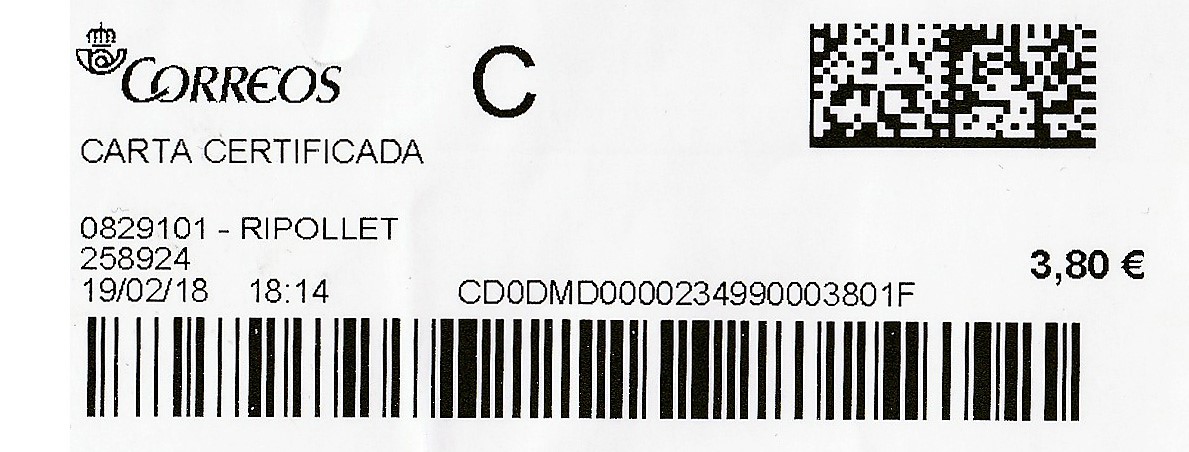 CORREOS
C
CARTA CERTIFICADA
0829101 - RIPOLLET
258924
3,80 €
19/02/18 18:14 CD0DMD0000234990003801F